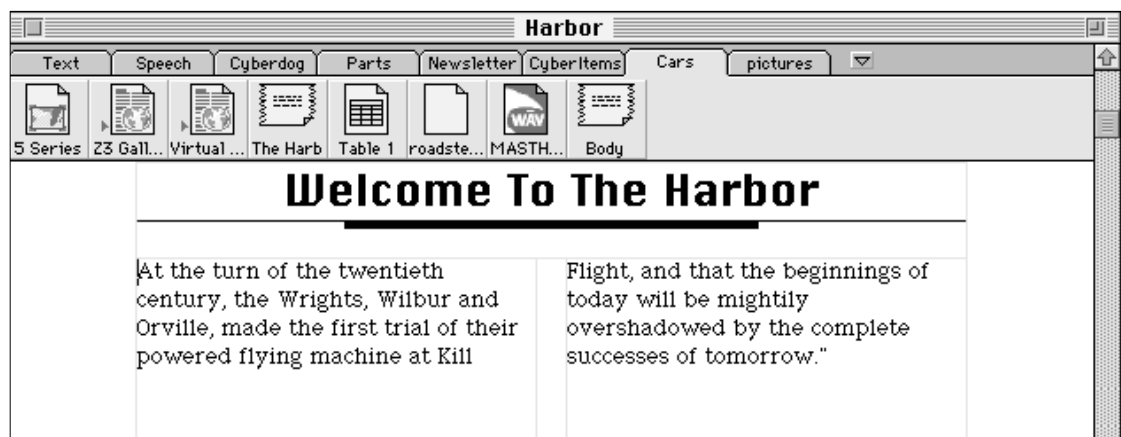 Harbor
Text Speech Cyberdog Parts Newsletter CyberItems Cars pictures
WAV
5 Series Z3 Gall... Virtual ... The Harb Table 1 roadste... MASTH... Body
Welcome To The Harbor
At the turn of the twentieth
century, the Wrights, Wilbur and
Orville, made the first trial of their
powered flying machine at Kill
Flight, and that the beginnings of
today will be mightily
overshadowed by the complete
successes of tomorrow."